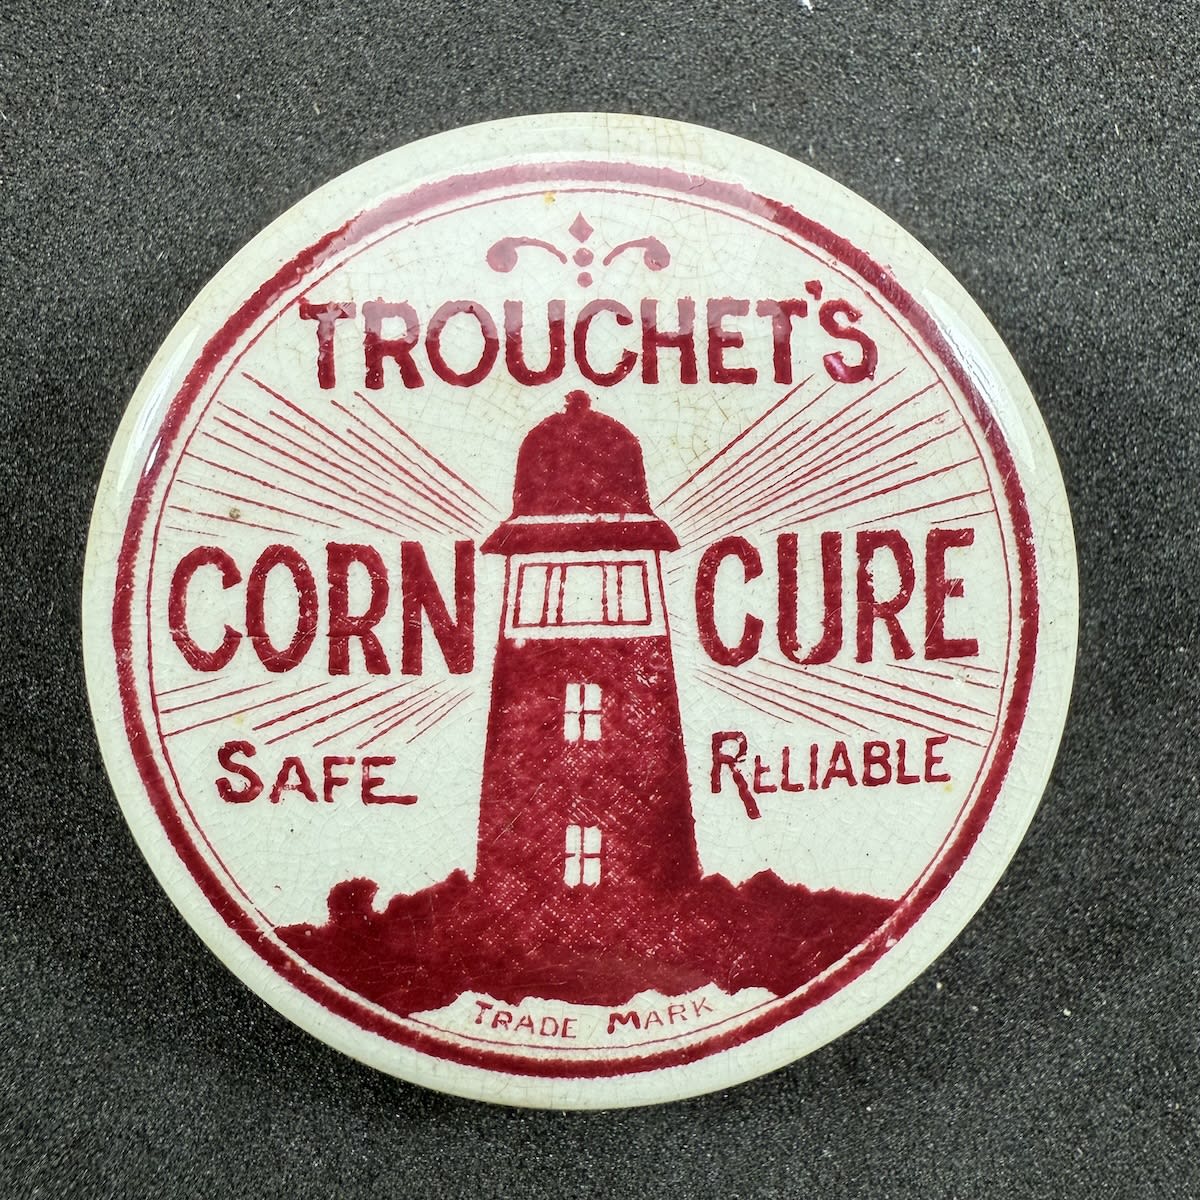 TROUCHET'S
CORN CURE
SAFE RELIABLE
TRADE MARK